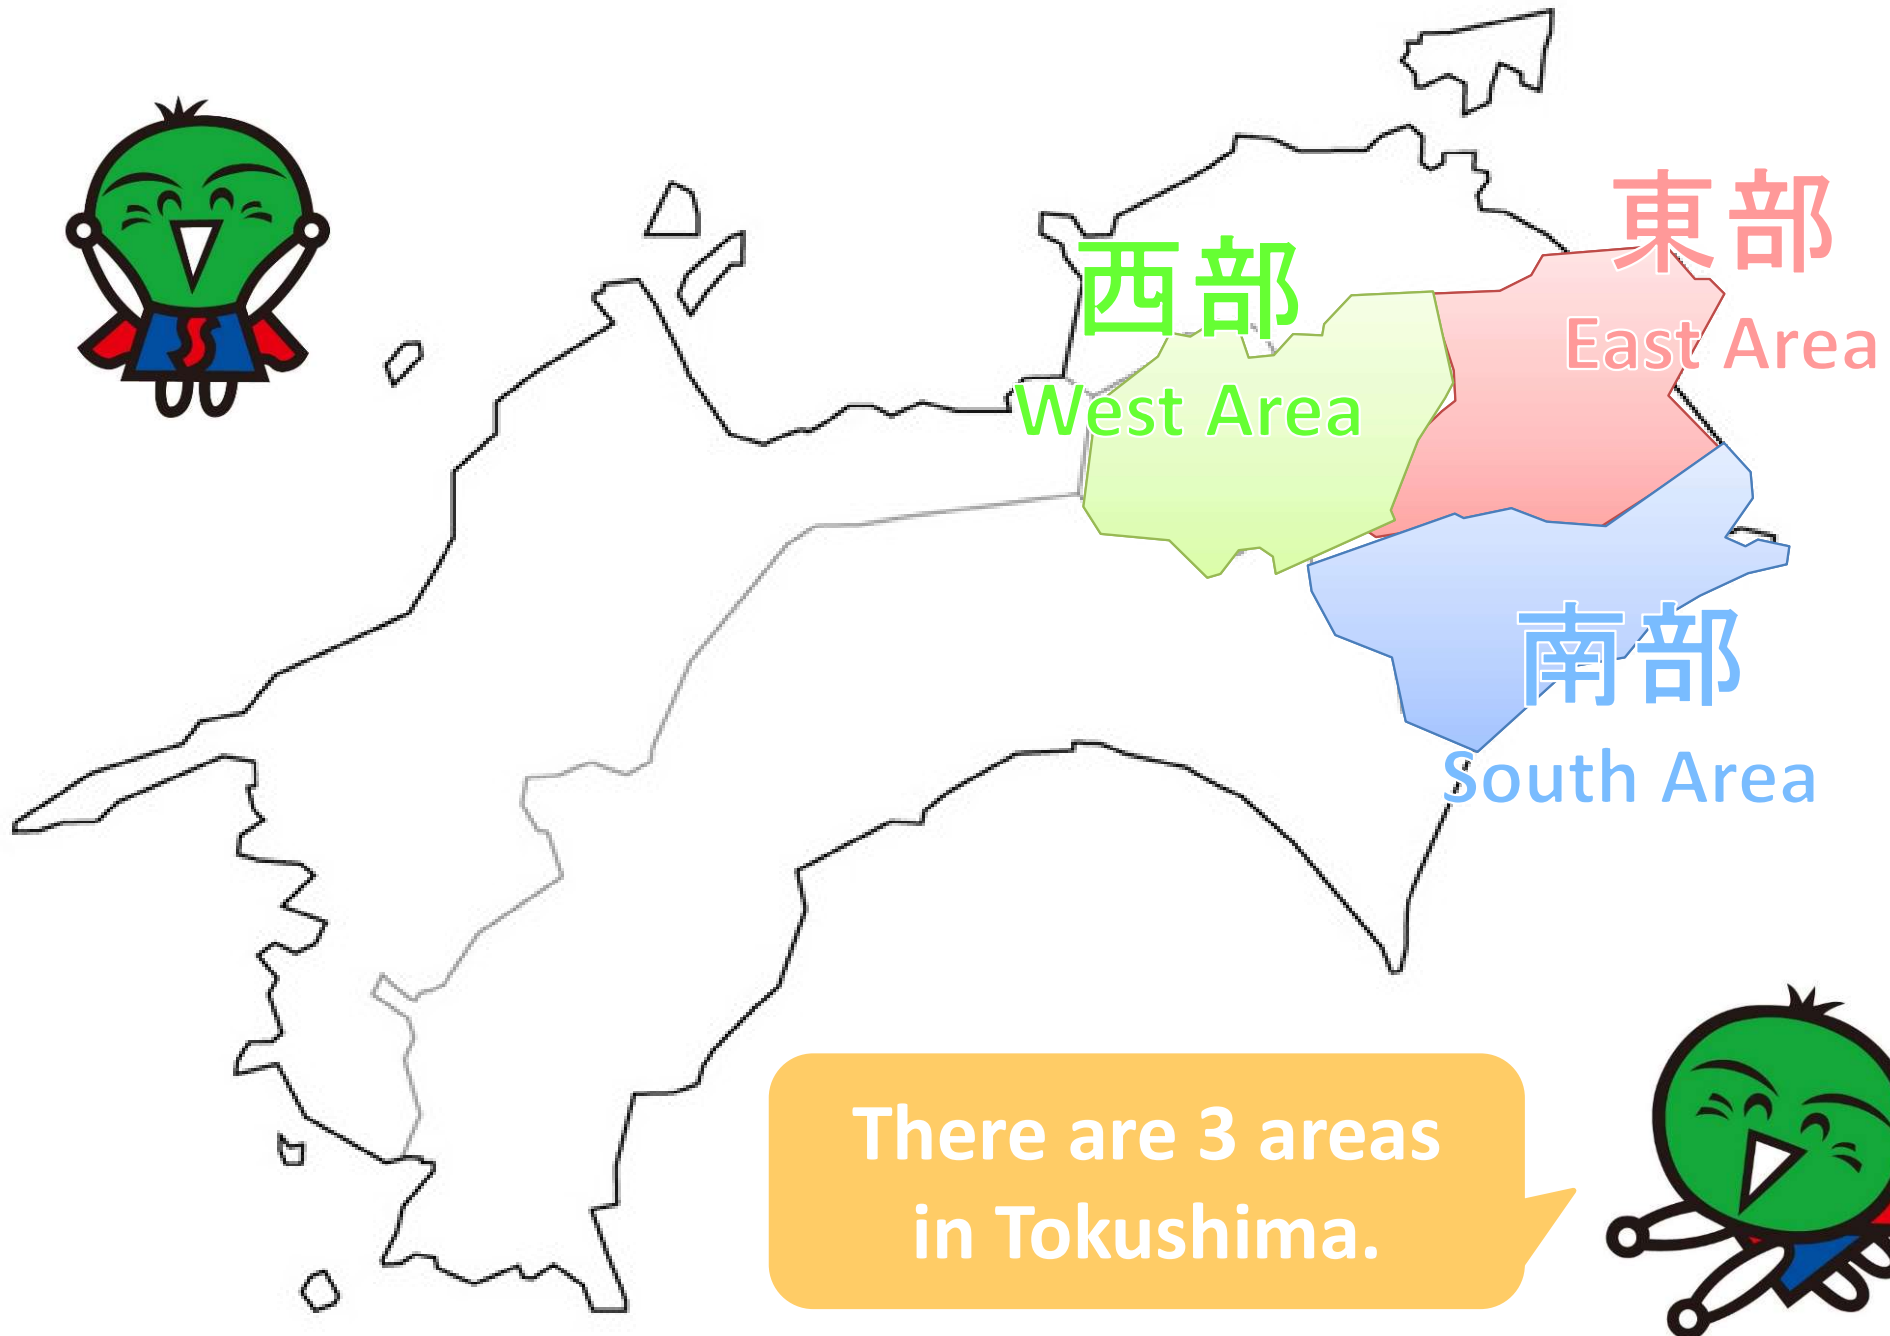 東部
East Area
西部
West Area
南部
South Area
There are 3 areas
in Tokushima.